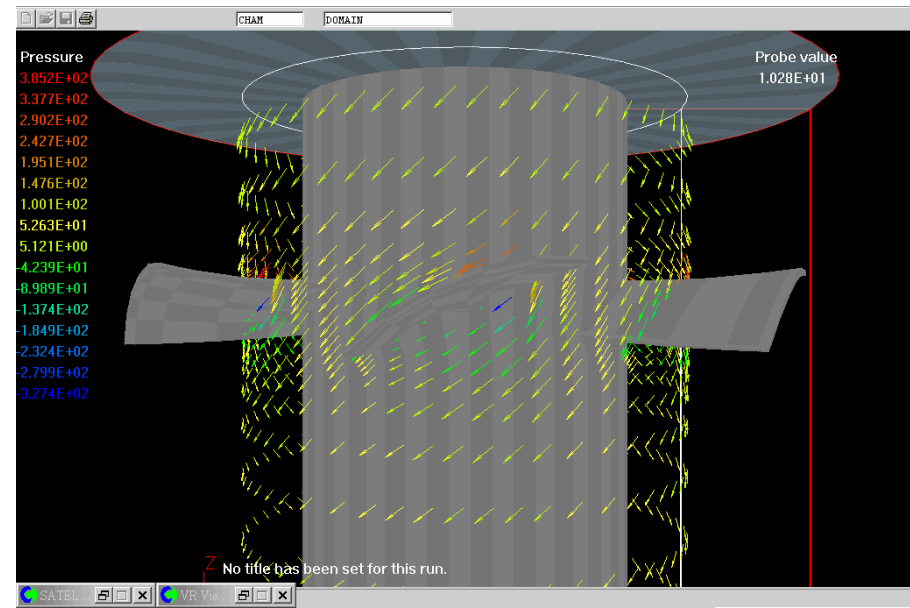 CHAM
DOMAIN
Pressure
3.852E+02
3.377E+02
2.902E+02
2.427E+02
1.951E+02
1.476E+02
1.001E+02
5.263E+01
5.121E+00
-4.239E+01
-8.989E+01
-1.374E+02
-1.849E+02
-2.324E+02
-2.799E+02
-3.274E+02
Probe value
1.028E+01
Z
No title has been set for this run.
SATEL...
VR Vie...